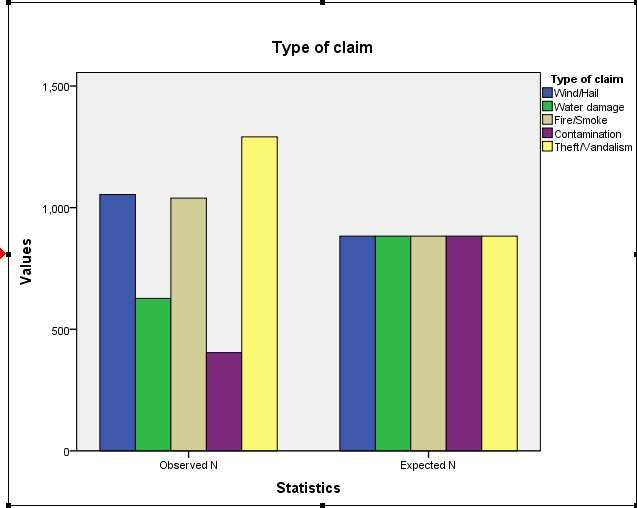 Type of claim
Type of claim
Wind/Hail
Water damage
Fire/Smoke
Contamination
Theft/Vandalism
Values
1,500
1,000
500
0
Observed N
Expected N
Statistics